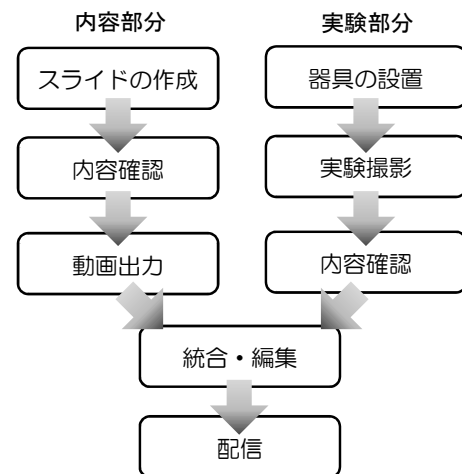 内容部分
スライドの作成
内容確認
動画出力
実験部分
器具の設置
実験撮影
内容確認
統合・編集
配信